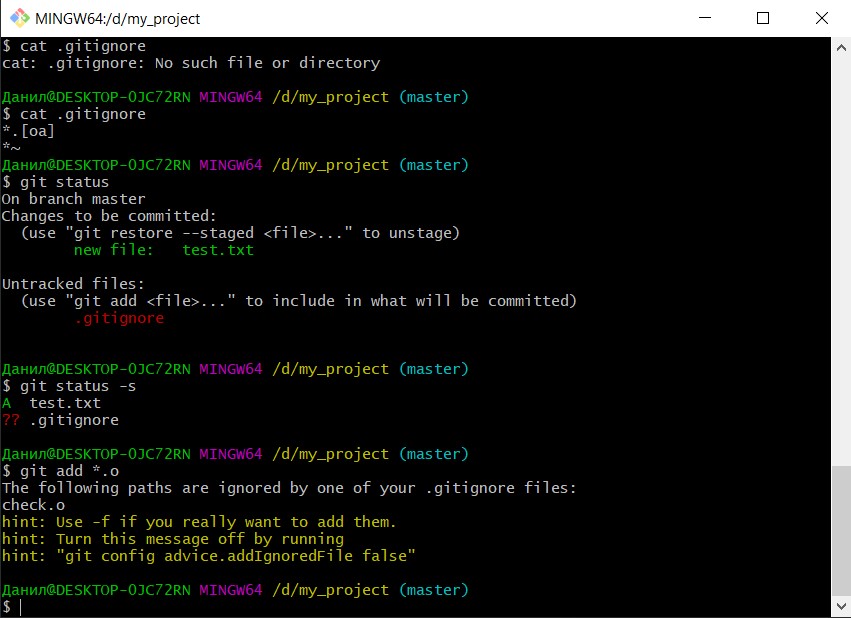 MINGW64:/d/my_project
$ cat .gitignore
cat: .gitignore: No such file or directory
Данил@DESKTOP-OJC72RN MINGW64 /d/my_project (master)
$ cat .gitignore
*.[oa]
*~
Данил@DESKTOP-OJC72RN MINGW64 /d/my_project (master)
$ git status
On branch master
Changes to be committed:
  (use "git restore --staged <file>..." to unstage)
        new file:   test.txt
Untracked files:
  (use "git add <file>..." to include in what will be committed)
        .gitignore
Данил@DESKTOP-OJC72RN MINGW64 /d/my_project (master)
$ git status -s
A  test.txt
?? .gitignore
Данил@DESKTOP-OJC72RN MINGW64 /d/my_project (master)
$ git add *.o
The following paths are ignored by one of your .gitignore files:
check.o
hint: Use -f if you really want to add them.
hint: Turn this message off by running
hint: "git config advice.addIgnoredFile false"
Данил@DESKTOP-OJC72RN MINGW64 /d/my_project (master)
$